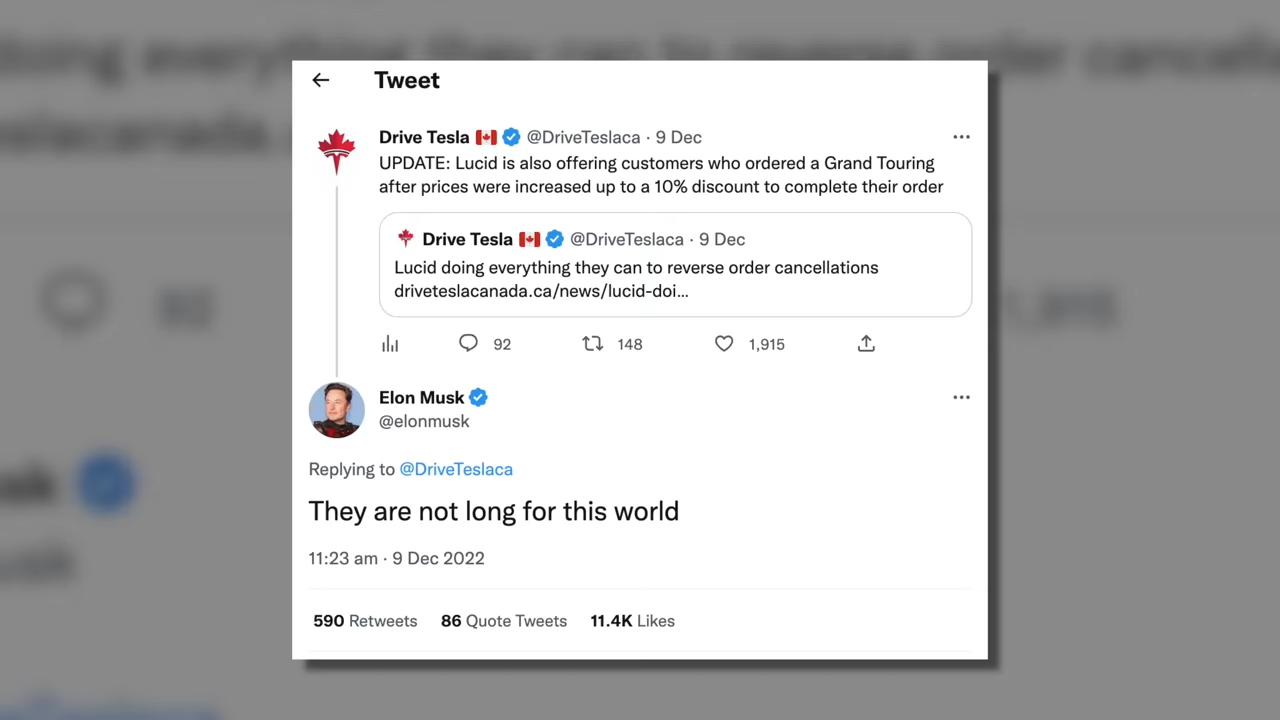 Tweet
Drive Tesla 🇨🇦 @DriveTeslaca · 9 Dec
UPDATE: Lucid is also offering customers who ordered a Grand Touring
after prices were increased up to a 10% discount to complete their order
Drive Tesla 🇨🇦 @DriveTeslaca · 9 Dec
Lucid doing everything they can to reverse order cancellations
driveteslacanada.ca/news/lucid-doi...
92 148 1,915
Elon Musk
@elonmusk
Replying to @DriveTeslaca
They are not long for this world
11:23 am · 9 Dec 2022
590 Retweets 86 Quote Tweets 11.4K Likes